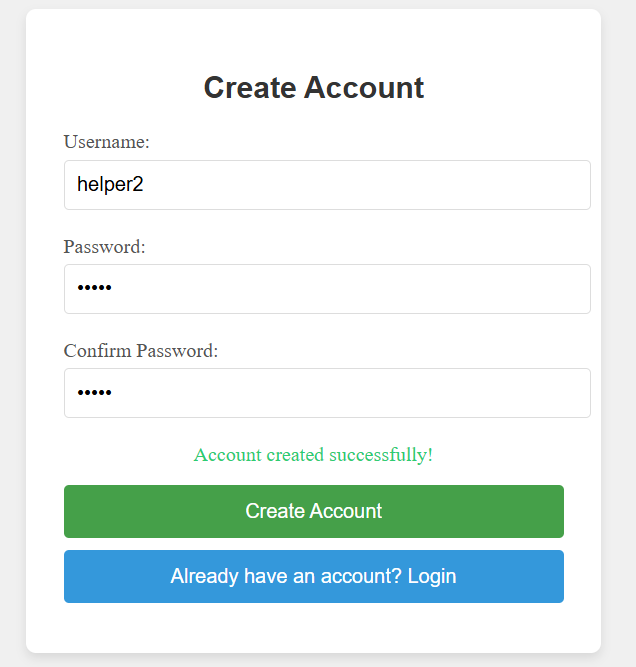 Create Account
Username:
helper2
Password:
•••••
Confirm Password:
•••••
Account created successfully!
Create Account
Already have an account? Login